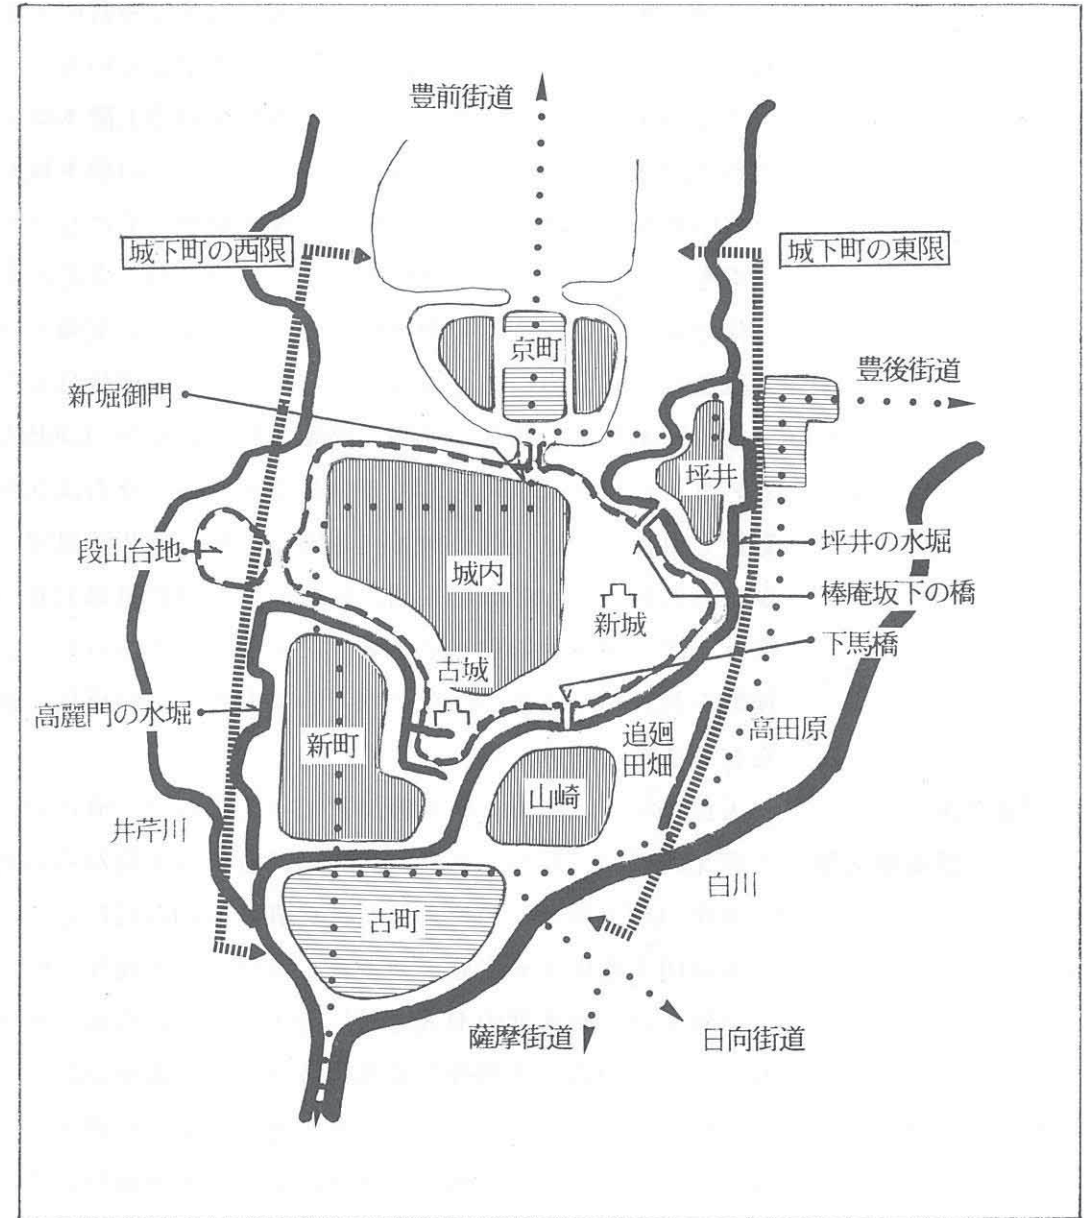 豊前街道
城下町の西限
城下町の東限
京町
豊後街道
新堀御門
坪井
段山台地
坪井の水堀
城内
棒庵坂下の橋
新城
下馬橋
古城
高麗門の水堀
新町
追廻
田畑
高田原
山崎
井芹川
白川
古町
薩摩街道
日向街道